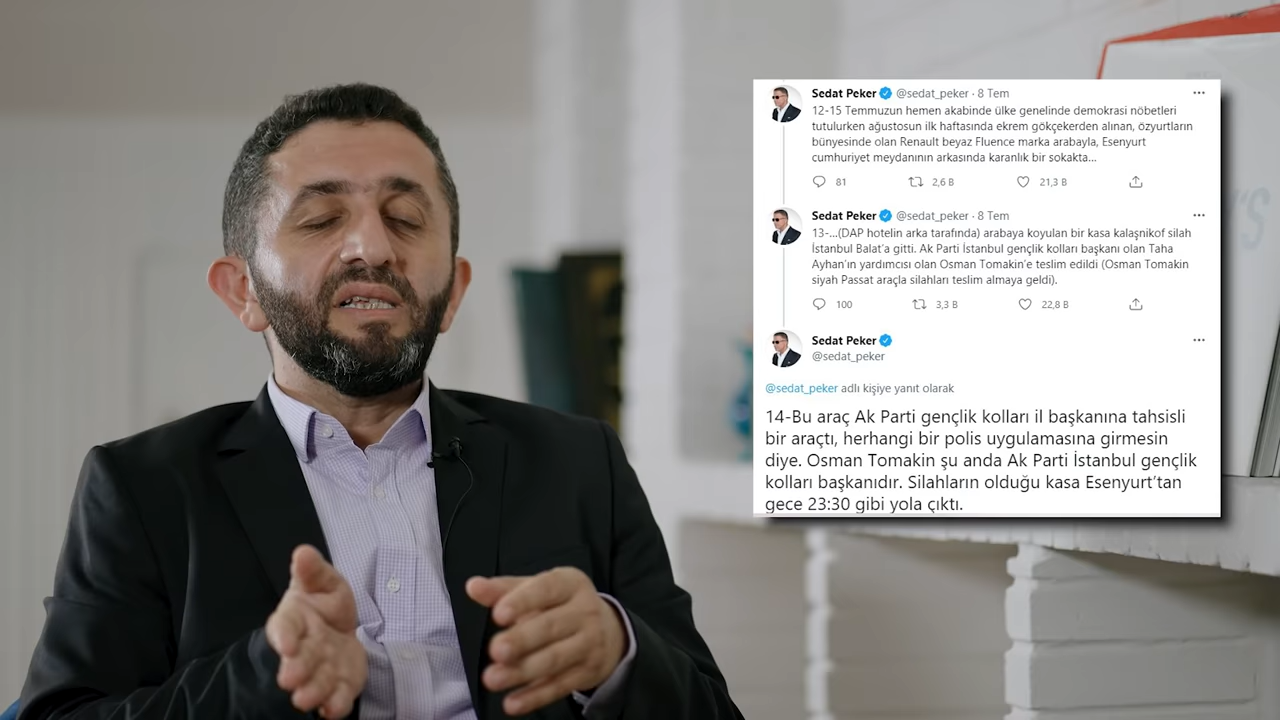 Sedat Peker @sedat_peker · 8 Tem
12-15 Temmuzun hemen akabinde ülke genelinde demokrasi nöbetleri
tutulurken ağustosun ilk haftasında ekrem gökçekerden alınan, özyurtların
bünyesinde olan Renault beyaz Fluence marka arabayla, Esenyurt
cumhuriyet meydanının arkasında karanlık bir sokakta...
81 2,6 B 21,3 B
Sedat Peker @sedat_peker · 8 Tem
13-...(DAP hotelin arka tarafında) arabaya koyulan bir kasa kalaşnikof silah
İstanbul Balat'a gitti. Ak Parti İstanbul gençlik kolları başkanı olan Taha
Ayhan'ın yardımcısı olan Osman Tomakin'e teslim edildi (Osman Tomakin
siyah Passat araçla silahları teslim almaya geldi).
100 3,3 B 22,8 B
Sedat Peker
@sedat_peker
@sedat_peker adlı kişiye yanıt olarak
14-Bu araç Ak Parti gençlik kolları il başkanına tahsisli
bir araçtı, herhangi bir polis uygulamasına girmesin
diye. Osman Tomakin şu anda Ak Parti İstanbul gençlik
kolları başkanıdır. Silahların olduğu kasa Esenyurt'tan
gece 23:30 gibi yola çıktı.